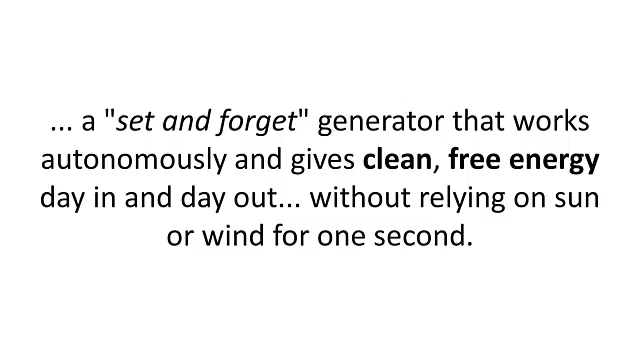 ... a "set and forget" generator that works
autonomously and gives clean, free energy
day in and day out... without relying on sun
or wind for one second.